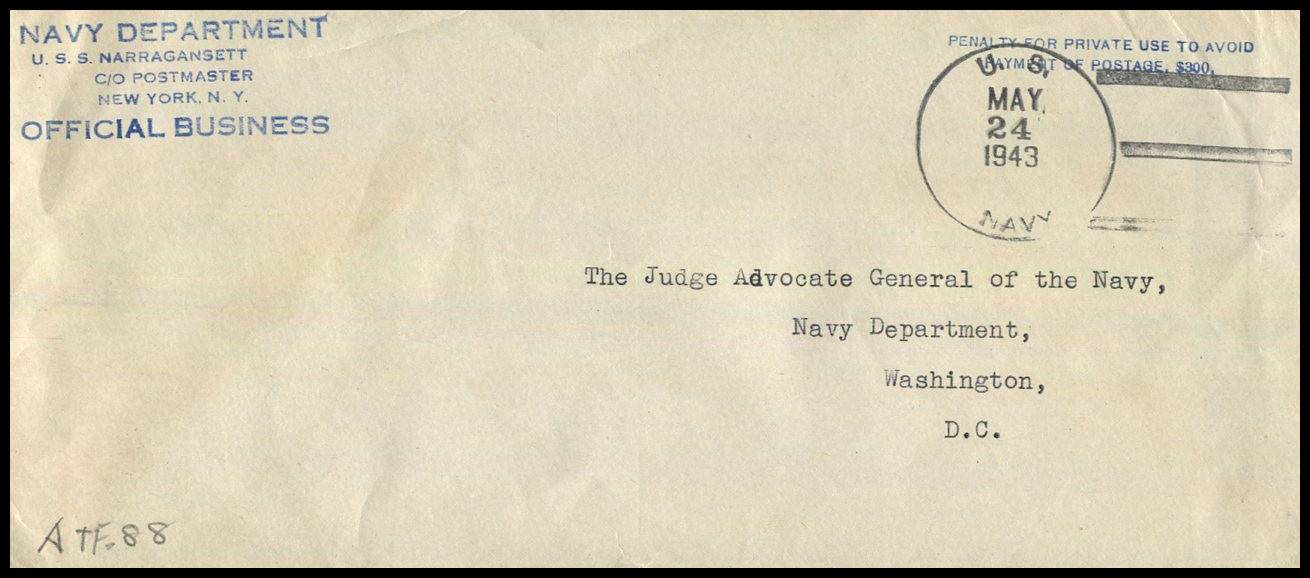 NAVY DEPARTMENT
U. S. S. NARRAGANSETT
C/O POSTMASTER
NEW YORK, N. Y.
OFFICIAL BUSINESS
PENALTY FOR PRIVATE USE TO AVOID
PAYMENT OF POSTAGE, $300.
U. S.
MAY
24
1943
NAVY
The Judge Advocate General of the Navy,
Navy Department,
Washington,
D.C.
ATF.88